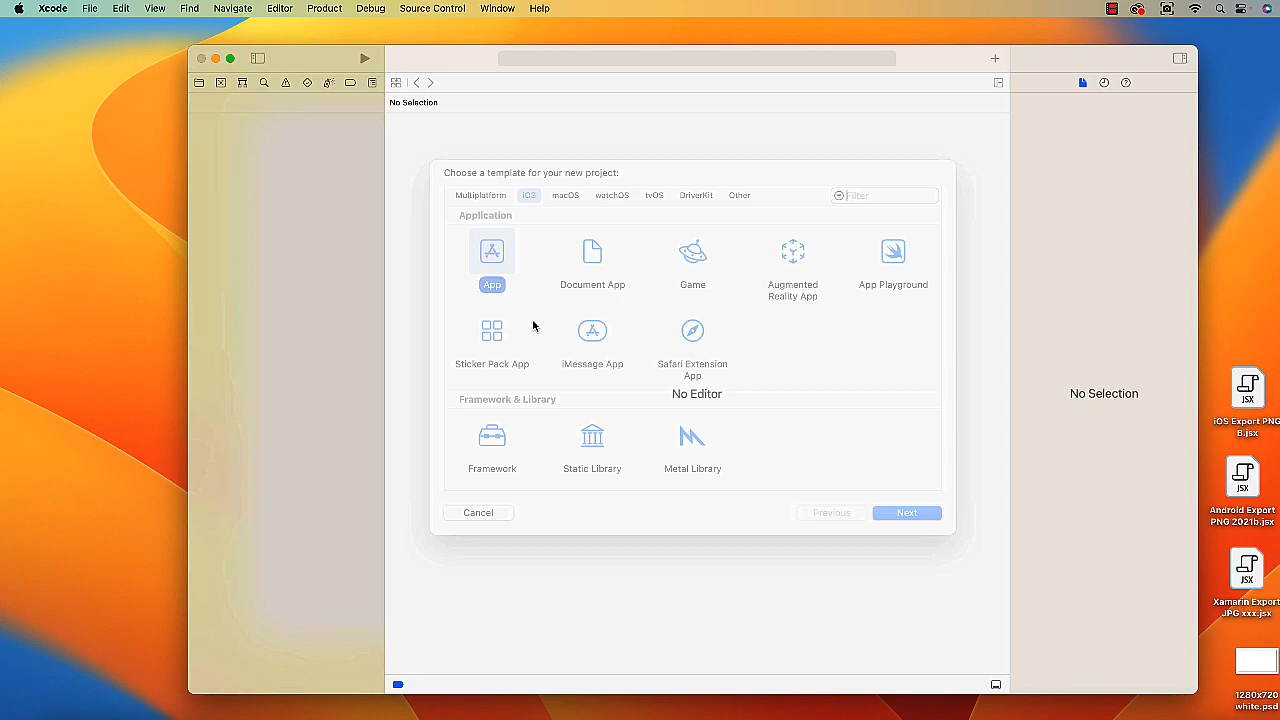 Xcode File Edit View Find Navigate Editor Product Debug Source Control Window Help
No Selection
Choose a template for your new project:
Multiplatform iOS macOS watchOS tvOS DriverKit Other Filter
Application
App Document App Game Augmented Reality App App Playground
Sticker Pack App iMessage App Safari Extension App
No Editor
No Selection
Framework & Library
Framework Static Library Metal Library
Cancel Previous Next
JSX
iOS Export PNG
B.jsx
JSX
Android Export
PNG 2021b.jsx
JSX
Xamarin Export
JPG xxx.jsx
1280x720
white.psd